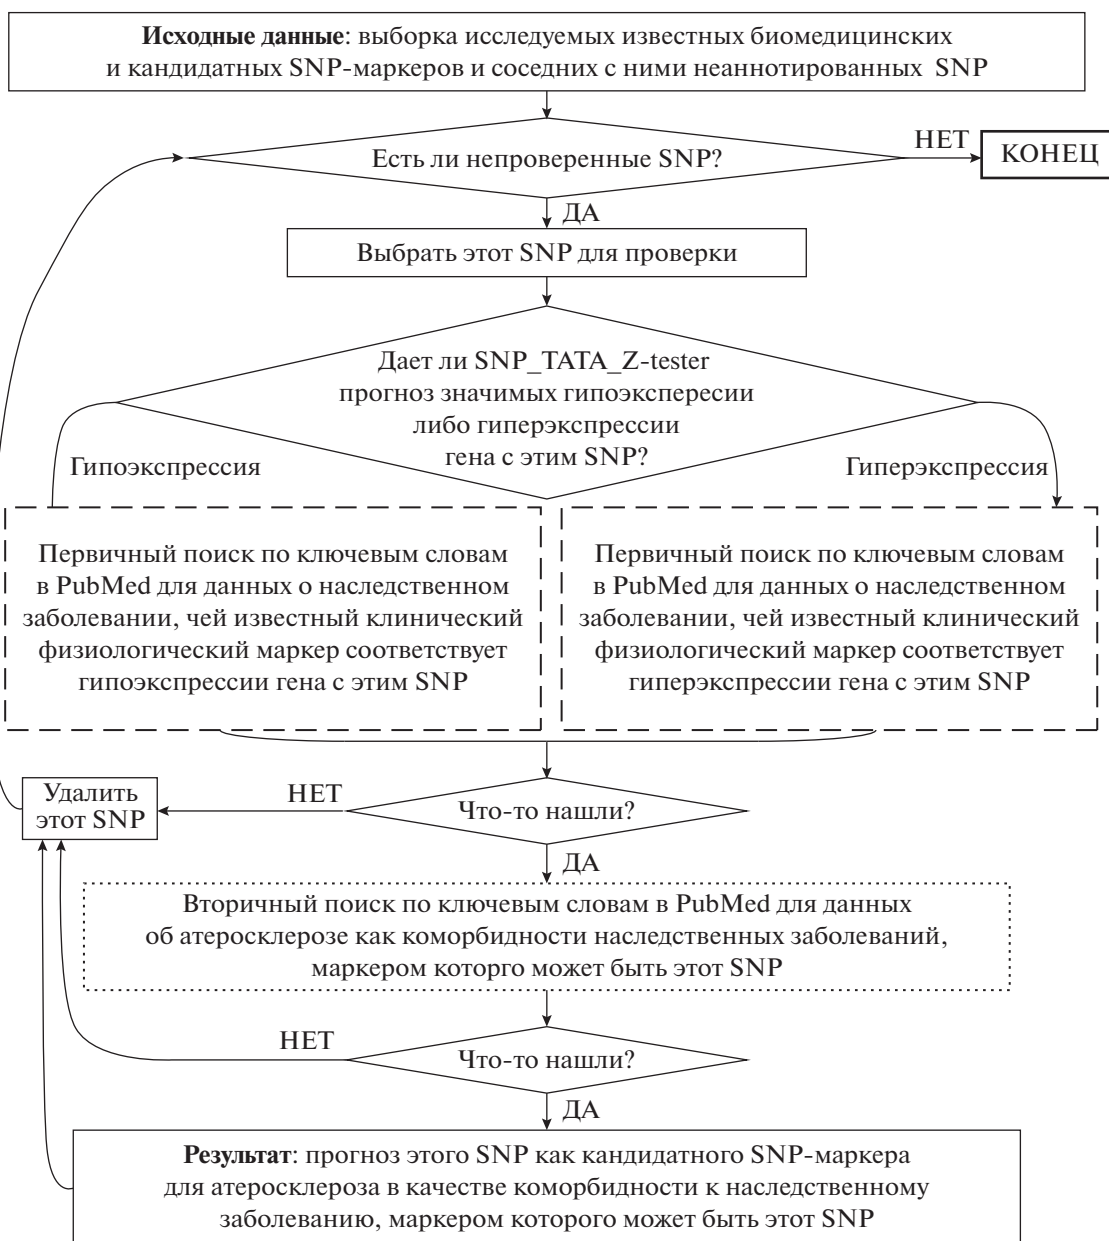 Исходные данные: выборка исследуемых известных биомедицинских
и кандидатных SNP-маркеров и соседних с ними неаннотированных SNP
Есть ли непроверенные SNP?
НЕТ
КОНЕЦ
ДА
Выбрать этот SNP для проверки
Дает ли SNP_TATA_Z-tester
прогноз значимых гипоэкспересии
либо гиперэкспрессии
гена с этим SNP?
Гипоэкспрессия
Гиперэкспрессия
Первичный поиск по ключевым словам
в PubMed для данных о наследственном
заболевании, чей известный клинический
физиологический маркер соответствует
гипоэкспрессии гена с этим SNP
Первичный поиск по ключевым словам
в PubMed для данных о наследственном
заболевании, чей известный клинический
физиологический маркер соответствует
гиперэкспрессии гена с этим SNP
Удалить
этот SNP
НЕТ
Что-то нашли?
ДА
Вторичный поиск по ключевым словам в PubMed для данных
об атеросклерозе как коморбидности наследственных заболеваний,
маркером которго может быть этот SNP
НЕТ
Что-то нашли?
ДА
Результат: прогноз этого SNP как кандидатного SNP-маркера
для атеросклероза в качестве коморбидности к наследственному
заболеванию, маркером которого может быть этот SNP